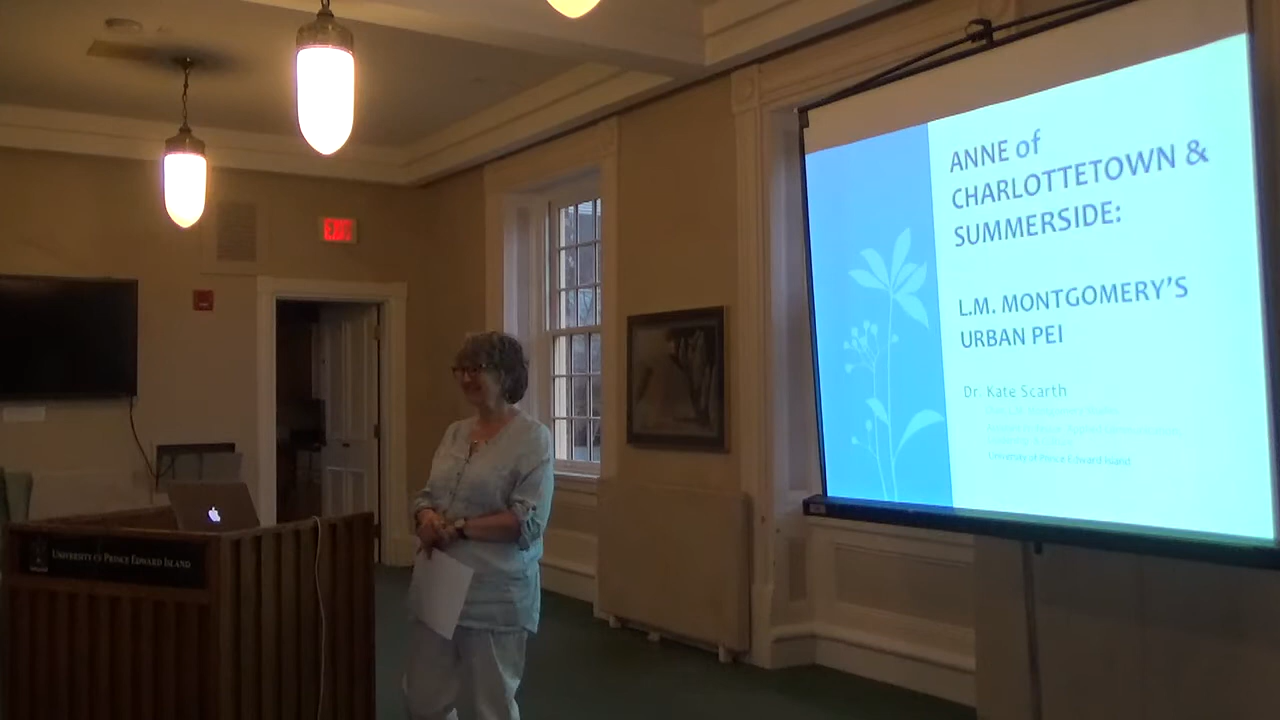 ANNE of
CHARLOTTETOWN &
SUMMERSIDE:
L.M. MONTGOMERY'S
URBAN PEI
Dr. Kate Scarth
University of Prince Edward Island
UNIVERSITY of PRINCE EDWARD ISLAND